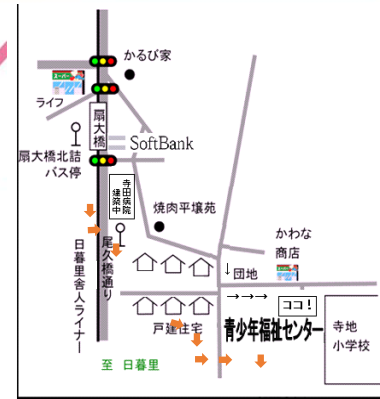 かるび家
スーパー
ライフ
扇大橋
SoftBank
扇大橋北詰
バス停
寺田病院
建築中
焼肉平壌苑
かわな
商店
尾久橋通り
日暮里舎人ライナー
↓団地
→→→
ココ!
戸建住宅
青少年福祉センター
寺地
小学校
至 日暮里